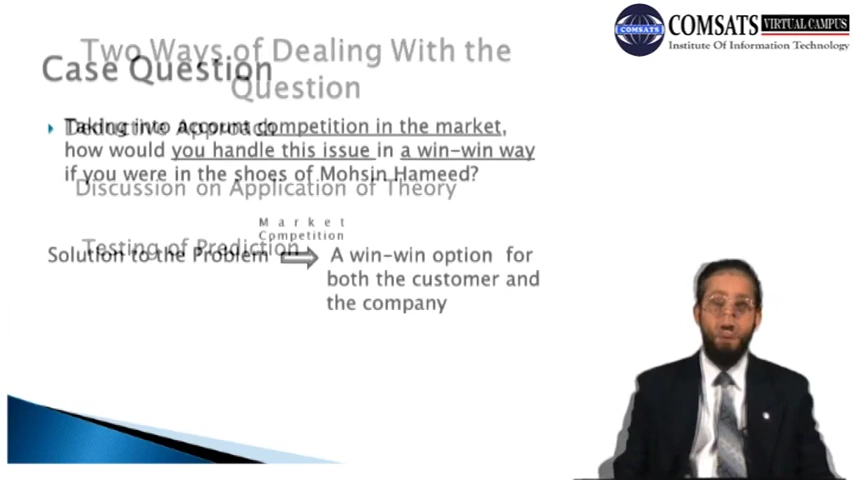 COMSATS VIRTUAL CAMPUS
COMSATS
Institute Of Information Technology
Two Ways of Dealing With the
Question
Case Question
Deductive Approach
Taking into account competition in the market,
how would you handle this issue in a win-win way
if you were in the shoes of Mohsin Hameed?
Discussion on Application of Theory
Market
Competition
Testing of Prediction
Solution to the Problem
A win-win option for
both the customer and
the company